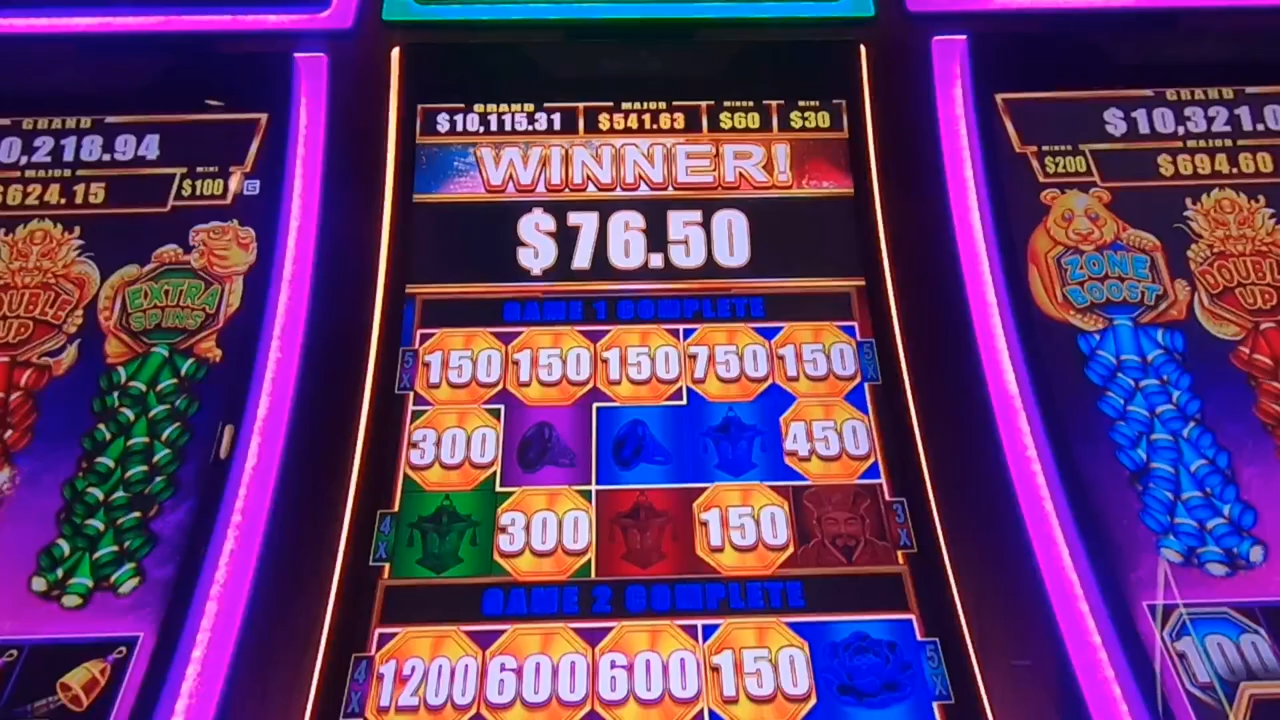 GRAND MAJOR MINOR MINI
$10,115.31 $541.63 $60 $30
WINNER!
$76.50
GAME 1 COMPLETE
5X 150 150 150 750 150 5X
300 450
4X 300 150 3X
GAME 2 COMPLETE
4X 1200 600 600 150 5X
GRAND
0,218.94
MAJOR MINI
$624.15 $100
G
DOUBLE UP
EXTRA SPINS
GRAND
$10,321.0
MINOR MAJOR
$200 $694.60
ZONE BOOST
DOUBLE UP
100